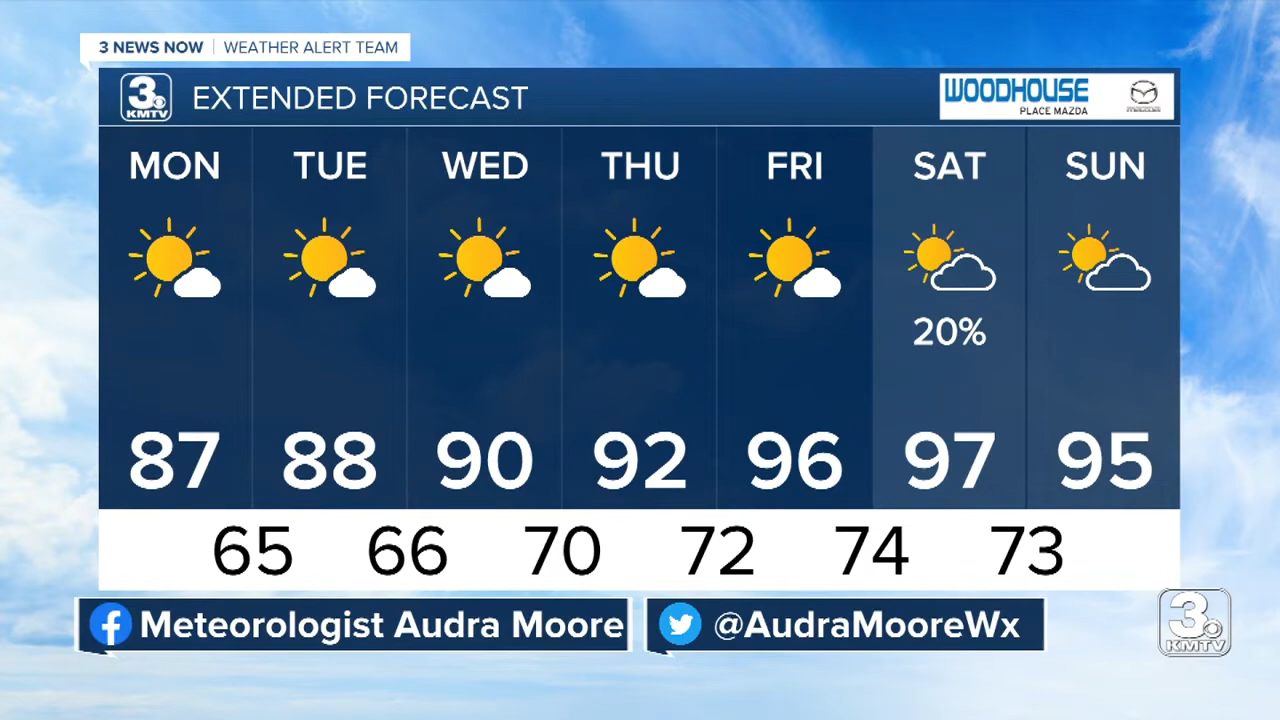 3 NEWS NOW | WEATHER ALERT TEAM
3 KMTV EXTENDED FORECAST
WOODHOUSE
PLACE MAZDA
mazda
MON TUE WED THU FRI SAT SUN
20%
87 88 90 92 96 97 95
65 66 70 72 74 73
Meteorologist Audra Moore @AudraMooreWx
3
KMTV